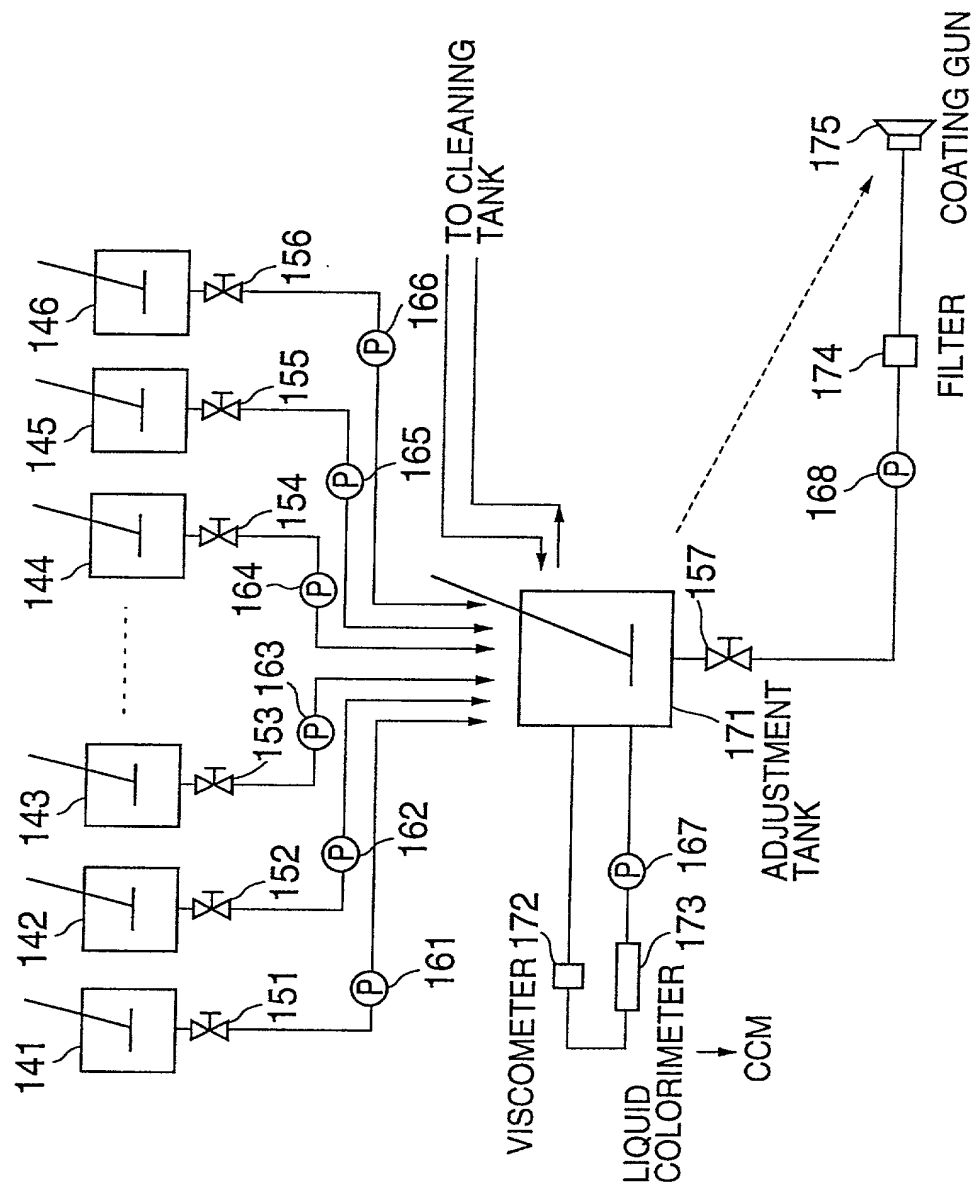 141
142
143
144
145
146
151
152
153
154
155
156
P
161
P
162
P
163
P
164
P
165
P
166
TO CLEANING
TANK
VISCOMETER 172
LIQUID
COLORIMETER 173
CCM
P
167
171
ADJUSTMENT
TANK
157
P
168
174
FILTER
175
COATING GUN